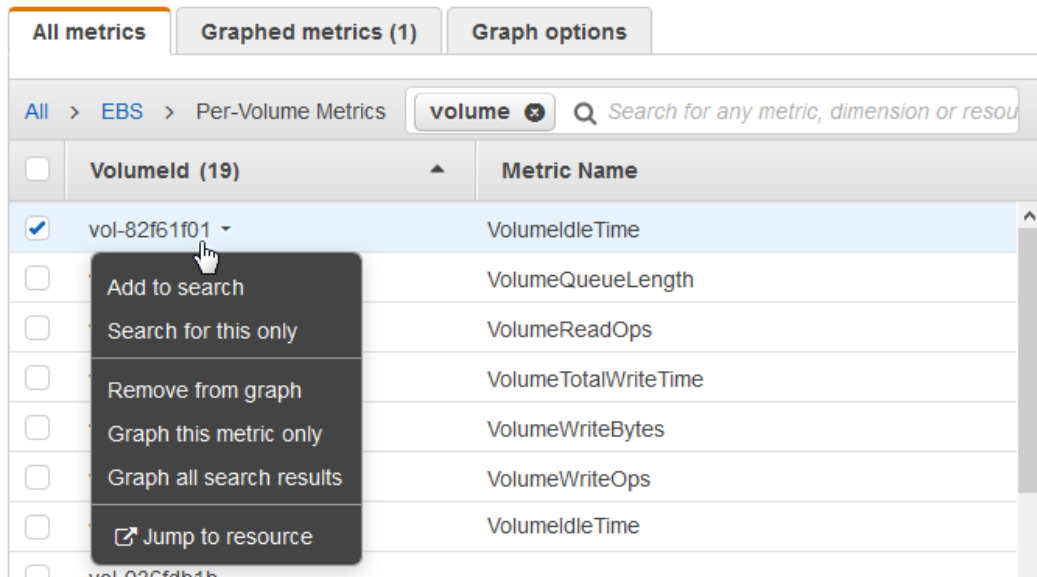 All metrics Graphed metrics (1) Graph options
All > EBS > Per-Volume Metrics volume Search for any metric, dimension or resou
VolumeId (19) Metric Name
vol-82f61f01 VolumeIdleTime
Add to search VolumeQueueLength
Search for this only VolumeReadOps
Remove from graph VolumeTotalWriteTime
Graph this metric only VolumeWriteBytes
Graph all search results VolumeWriteOps
Jump to resource VolumeIdleTime